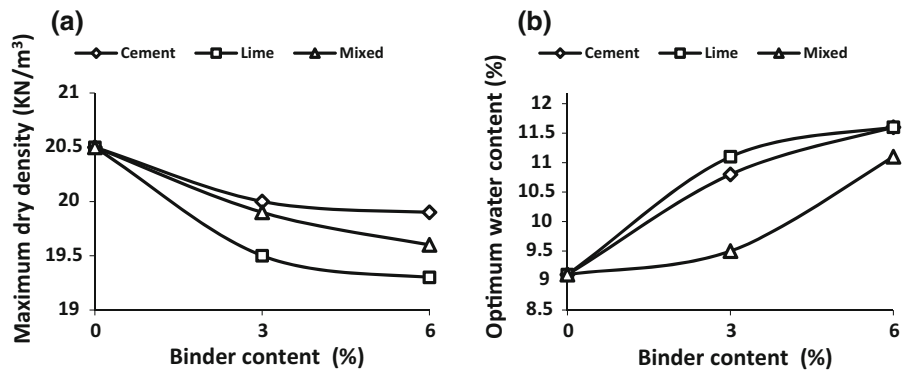 (a)
Cement Lime Mixed
Maximum dry density (KN/m³)
21
20.5
20
19.5
19
0 3 6
Binder content (%)
(b)
Cement Lime Mixed
Optimum water content (%)
12
11.5
11
10.5
10
9.5
9
8.5
0 3 6
Binder content (%)